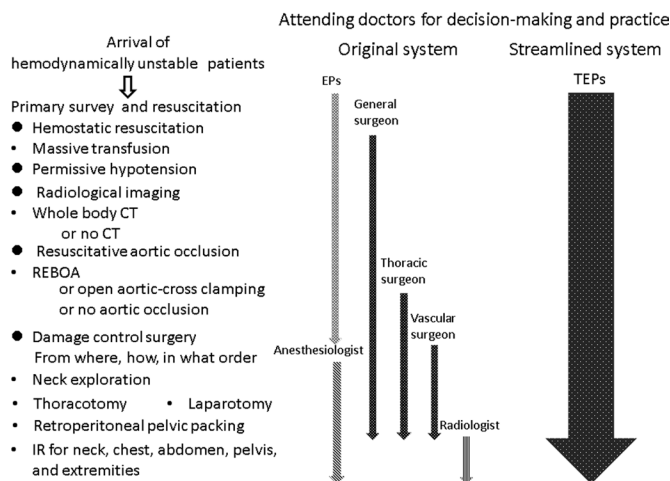 Attending doctors for decision-making and practice
Arrival of
hemodynamically unstable patients
Original system
Streamlined system
EPs
General
surgeon
TEPs
Primary survey and resuscitation
● Hemostatic resuscitation
• Massive transfusion
● Permissive hypotension
● Radiological imaging
• Whole body CT
or no CT
● Resuscitative aortic occlusion
• REBOA
or open aortic-cross clamping
or no aortic occlusion
Thoracic
surgeon
Vascular
surgeon
● Damage control surgery
From where, how, in what order
Anesthesiologist
• Neck exploration
• Thoracotomy • Laparotomy
• Retroperitoneal pelvic packing
Radiologist
• IR for neck, chest, abdomen, pelvis,
and extremities